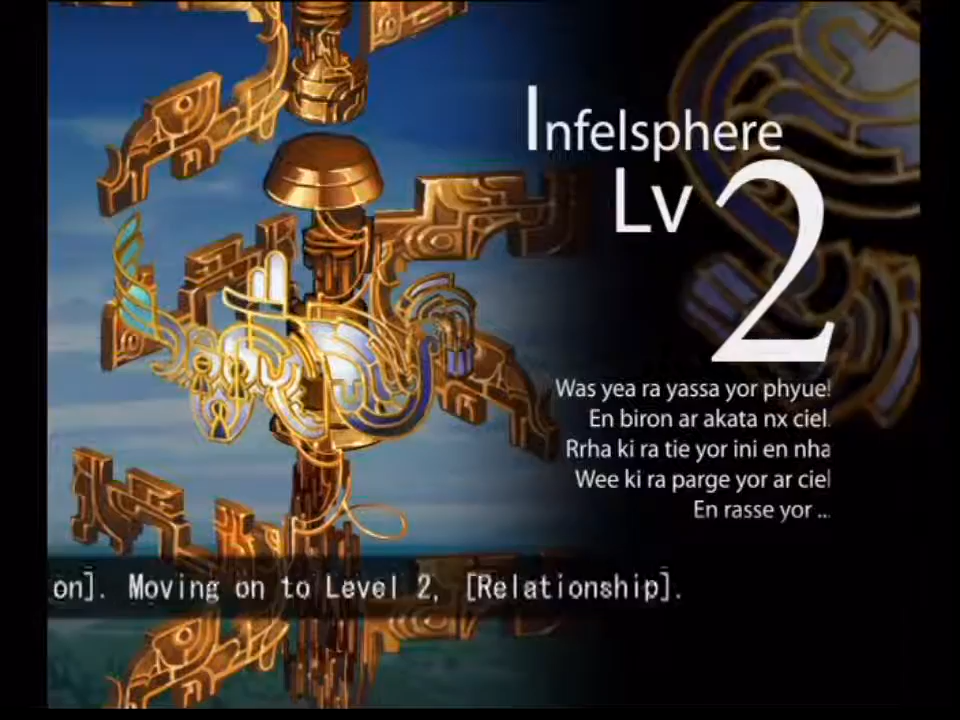 Infelsphere
Lv 2
Was yea ra yassa yor phyue!
En biron ar akata nx ciel.
Rrha ki ra tie yor ini en nha
Wee ki ra parge yor ar ciel
En rasse yor ...
on]. Moving on to Level 2, [Relationship].